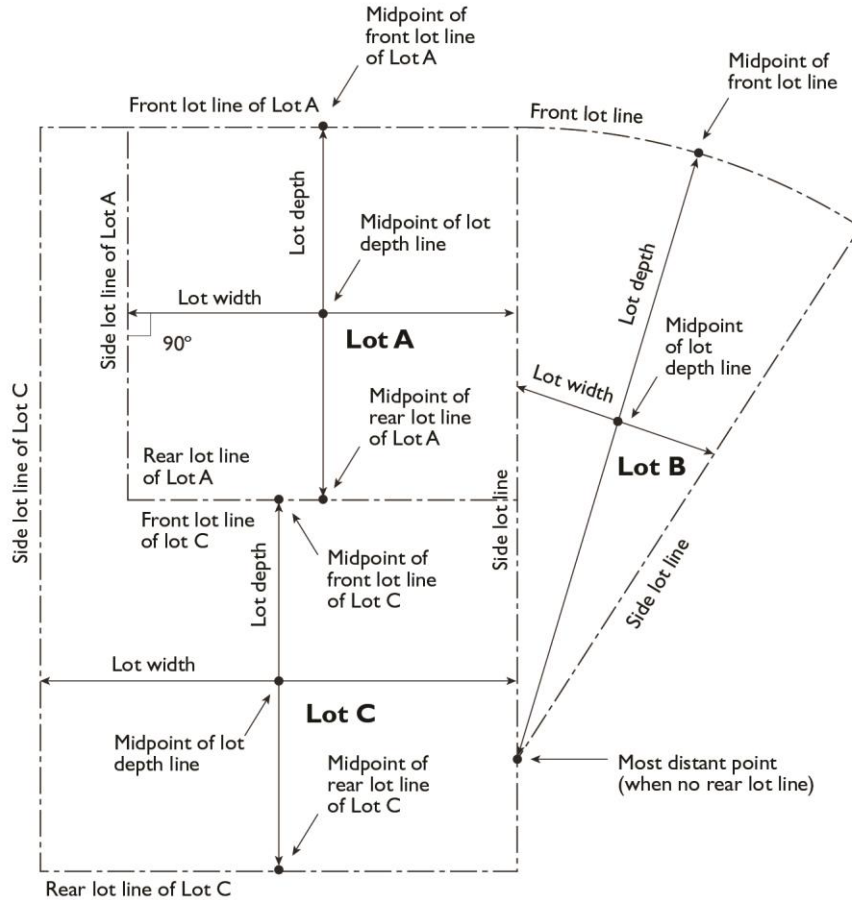 Midpoint of
front lot line
of Lot A
Midpoint of
front lot line
Front lot line of Lot A
Front lot line
Side lot line of Lot A
Lot depth
Midpoint of lot
depth line
Lot depth
Lot width
90°
Lot A
Midpoint
of lot
depth line
Lot width
Midpoint of
rear lot line
of Lot A
Lot B
Rear lot line
of Lot A
Side lot line of Lot C
Front lot line
of lot C
Side lot line
Lot depth
Midpoint of
front lot line
of Lot C
Side lot line
Lot width
Lot C
Midpoint of lot
depth line
Midpoint of
rear lot line
of Lot C
Most distant point
(when no rear lot line)
Rear lot line of Lot C